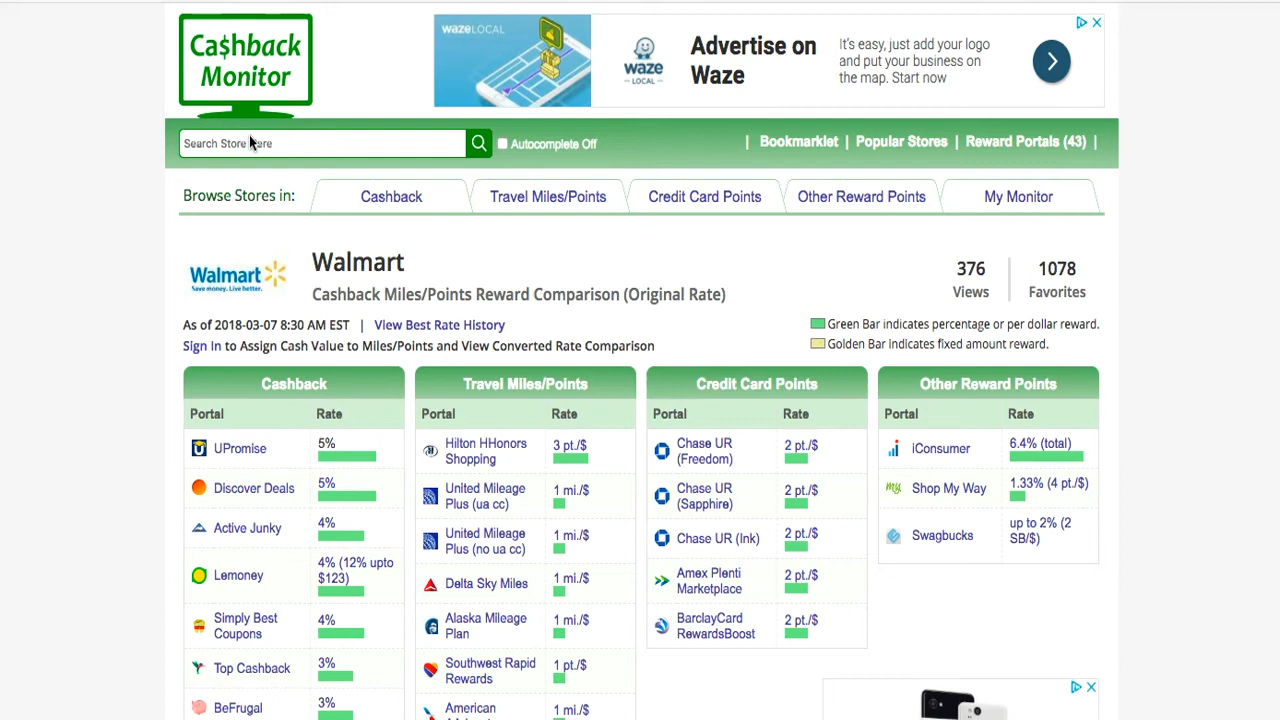 Ca$hback
Monitor
wazeLOCAL
waze
LOCAL
Advertise on
Waze
It's easy, just add your logo
and put your business on
the map. Start now
Search Store ere
Autocomplete Off
| Bookmarklet | Popular Stores | Reward Portals (43) |
Browse Stores in:
Cashback
Travel Miles/Points
Credit Card Points
Other Reward Points
My Monitor
Walmart
Save money. Live better.
Walmart
Cashback Miles/Points Reward Comparison (Original Rate)
376
Views
1078
Favorites
As of 2018-03-07 8:30 AM EST | View Best Rate History
Sign In to Assign Cash Value to Miles/Points and View Converted Rate Comparison
Green Bar indicates percentage or per dollar reward.
Golden Bar indicates fixed amount reward.
Cashback
Portal Rate
UPromise 5%
Discover Deals 5%
Active Junky 4%
Lemoney 4% (12% upto
$123)
Simply Best
Coupons 4%
Top Cashback 3%
BeFrugal 3%
Travel Miles/Points
Portal Rate
Hilton HHonors
Shopping 3 pt./$
United Mileage
Plus (ua cc) 1 mi./$
United Mileage
Plus (no ua cc) 1 mi./$
Delta Sky Miles 1 mi./$
Alaska Mileage
Plan 1 mi./$
Southwest Rapid
Rewards 1 pt./$
American 1 mi./$
Credit Card Points
Portal Rate
Chase UR
(Freedom) 2 pt./$
Chase UR
(Sapphire) 2 pt./$
Chase UR (Ink) 2 pt./$
Amex Plenti
Marketplace 2 pt./$
BarclayCard
RewardsBoost 2 pt./$
Other Reward Points
Portal Rate
iConsumer 6.4% (total)
my Shop My Way 1.33% (4 pt./$)
Swagbucks up to 2% (2
SB/$)